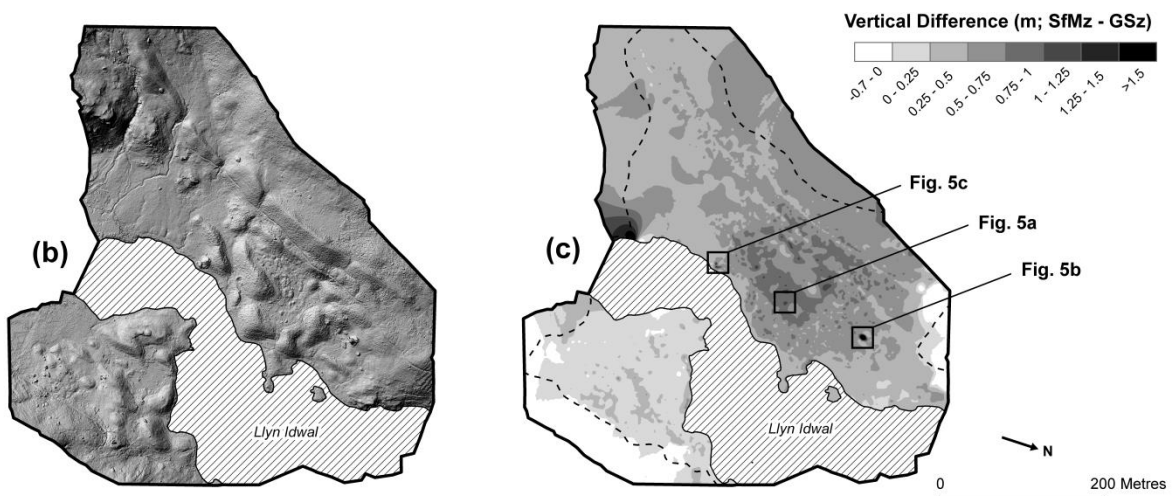 Vertical Difference (m; SfMz - GSz)
-0.7 - 0
0 - 0.25
0.25 - 0.5
0.5 - 0.75
0.75 - 1
1 - 1.25
1.25 - 1.5
>1.5
(b)
(c)
Fig. 5c
Fig. 5a
Fig. 5b
Llyn Idwal
Llyn Idwal
N
0 200 Metres